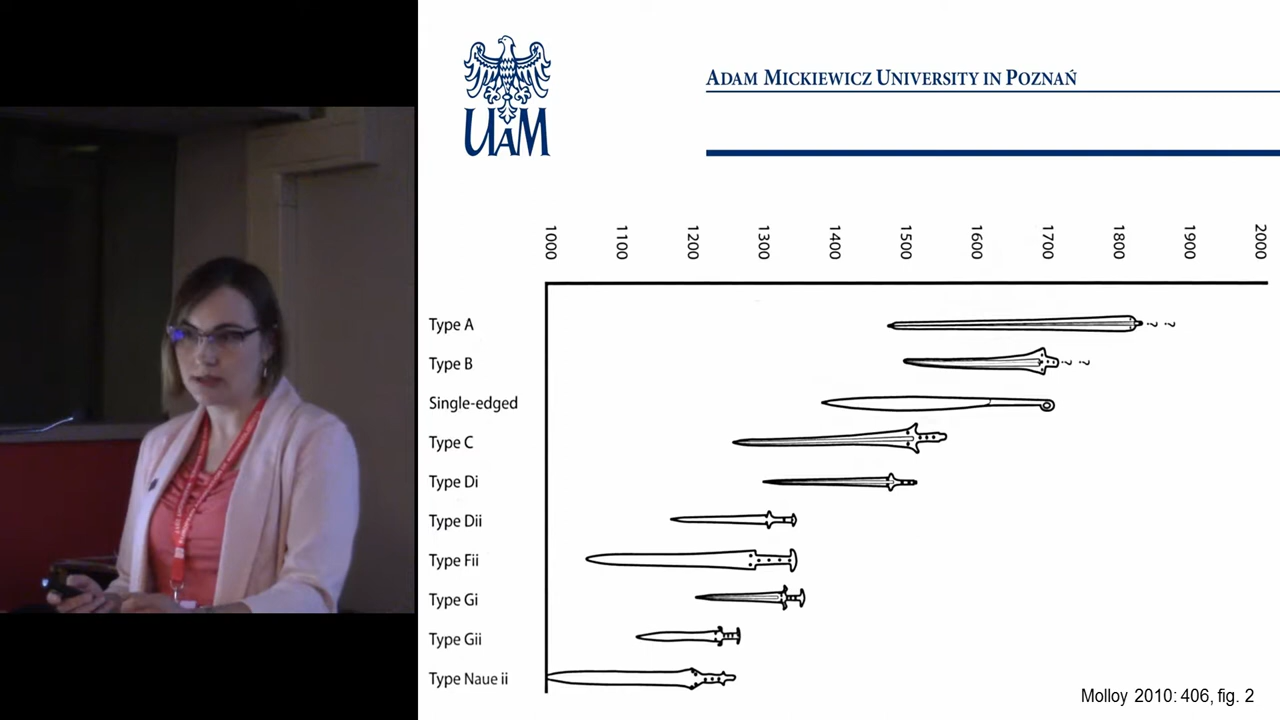 UAM
ADAM MICKIEWICZ UNIVERSITY IN POZNAŃ
1000 1100 1200 1300 1400 1500 1600 1700 1800 1900 2000
Type A ? ?
Type B ? ?
Single-edged
Type C
Type Di
Type Dii
Type Fii
Type Gi
Type Gii
Type Naue ii
Molloy 2010: 406, fig. 2